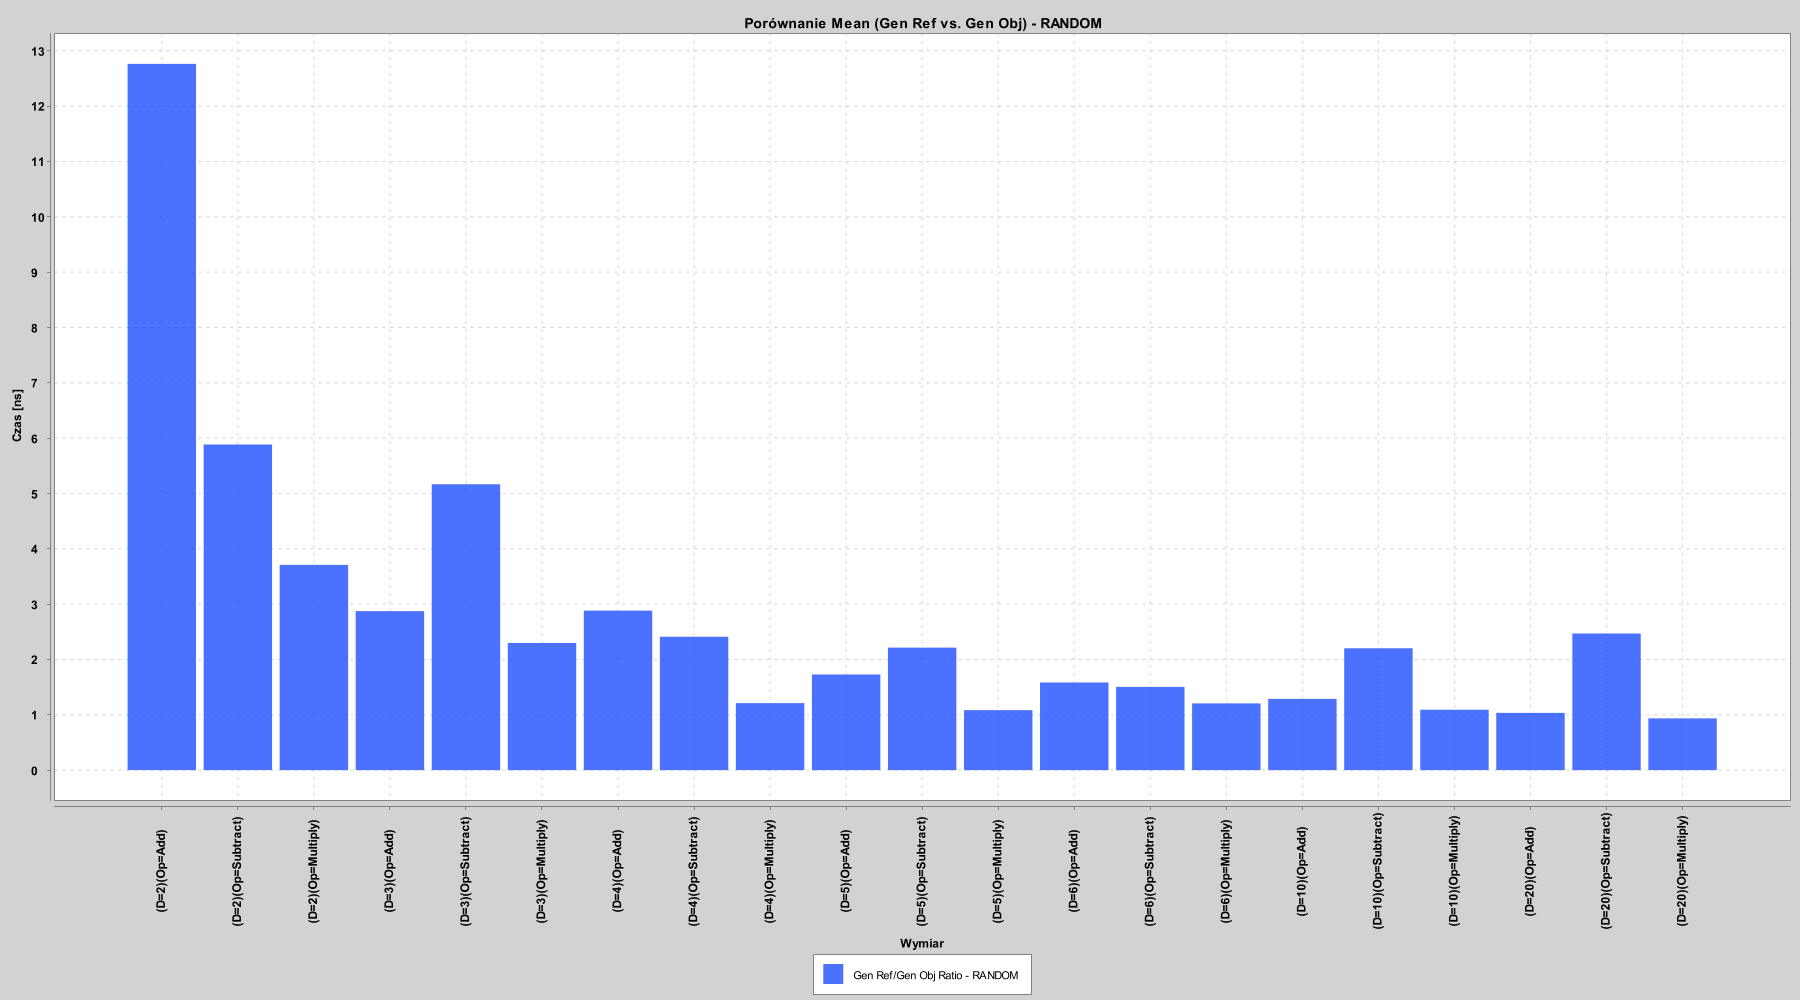 Porównanie Mean (Gen Ref vs. Gen Obj) - RANDOM
13
12
11
10
9
8
7
6
5
4
3
2
1
0
Czas [ns]
(D=2)(Op=Add)
(D=2)(Op=Subtract)
(D=2)(Op=Multiply)
(D=3)(Op=Add)
(D=3)(Op=Subtract)
(D=3)(Op=Multiply)
(D=4)(Op=Add)
(D=4)(Op=Subtract)
(D=4)(Op=Multiply)
(D=5)(Op=Add)
(D=5)(Op=Subtract)
(D=5)(Op=Multiply)
(D=6)(Op=Add)
(D=6)(Op=Subtract)
(D=6)(Op=Multiply)
(D=10)(Op=Add)
(D=10)(Op=Subtract)
(D=10)(Op=Multiply)
(D=20)(Op=Add)
(D=20)(Op=Subtract)
(D=20)(Op=Multiply)
Wymiar
Gen Ref/Gen Obj Ratio - RANDOM